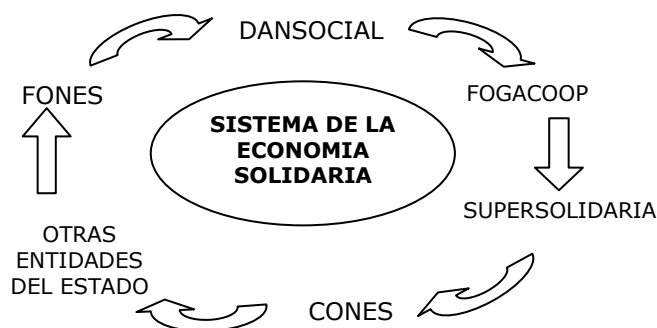 DANSOCIAL
FONES
FOGACOOP
SISTEMA DE LA
ECONOMIA
SOLIDARIA
SUPERSOLIDARIA
OTRAS
ENTIDADES
DEL ESTADO
CONES